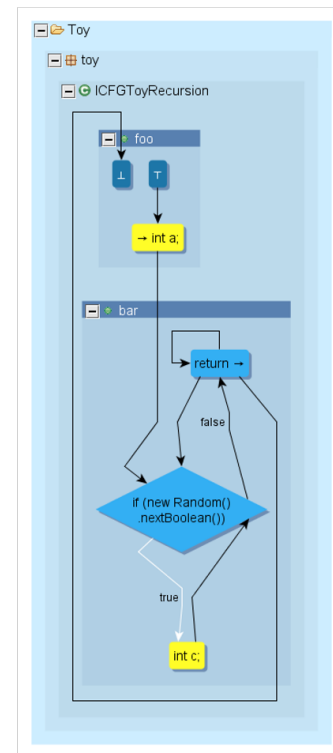 Toy
toy
ICFGToyRecursion
foo
⊥
⊤
→ int a;
bar
return →
false
if (new Random()
.nextBoolean())
true
int c;